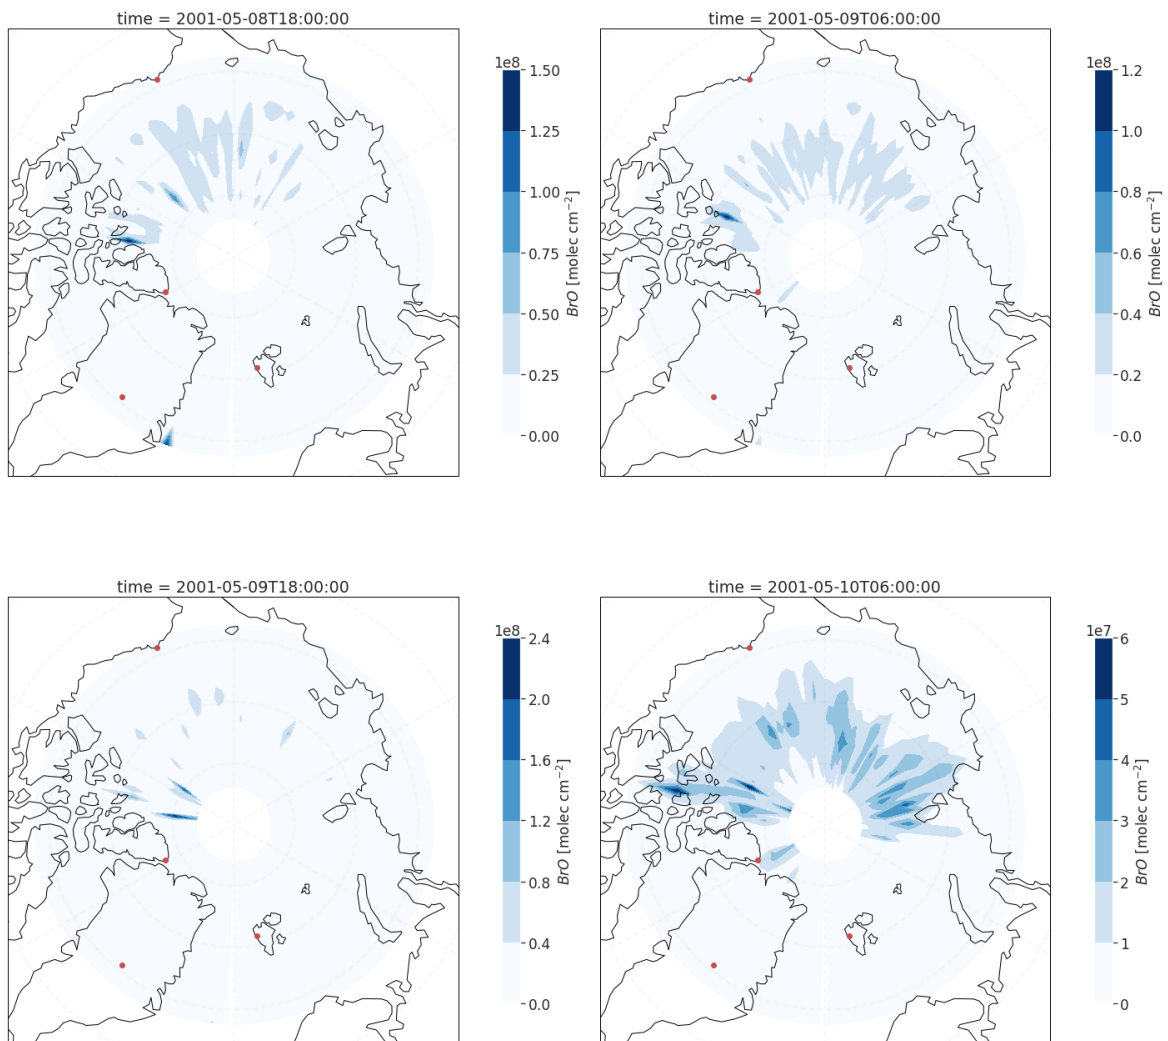 time = 2001-05-08T18:00:00
1e8
1.50
1.25
1.00
0.75
0.50
0.25
0.00
BrO [molec cm⁻²]
time = 2001-05-09T06:00:00
1e8
1.2
1.0
0.8
0.6
0.4
0.2
0.0
BrO [molec cm⁻²]
time = 2001-05-09T18:00:00
1e8
2.4
2.0
1.6
1.2
0.8
0.4
0.0
BrO [molec cm⁻²]
time = 2001-05-10T06:00:00
1e7
6
5
4
3
2
1
0
BrO [molec cm⁻²]